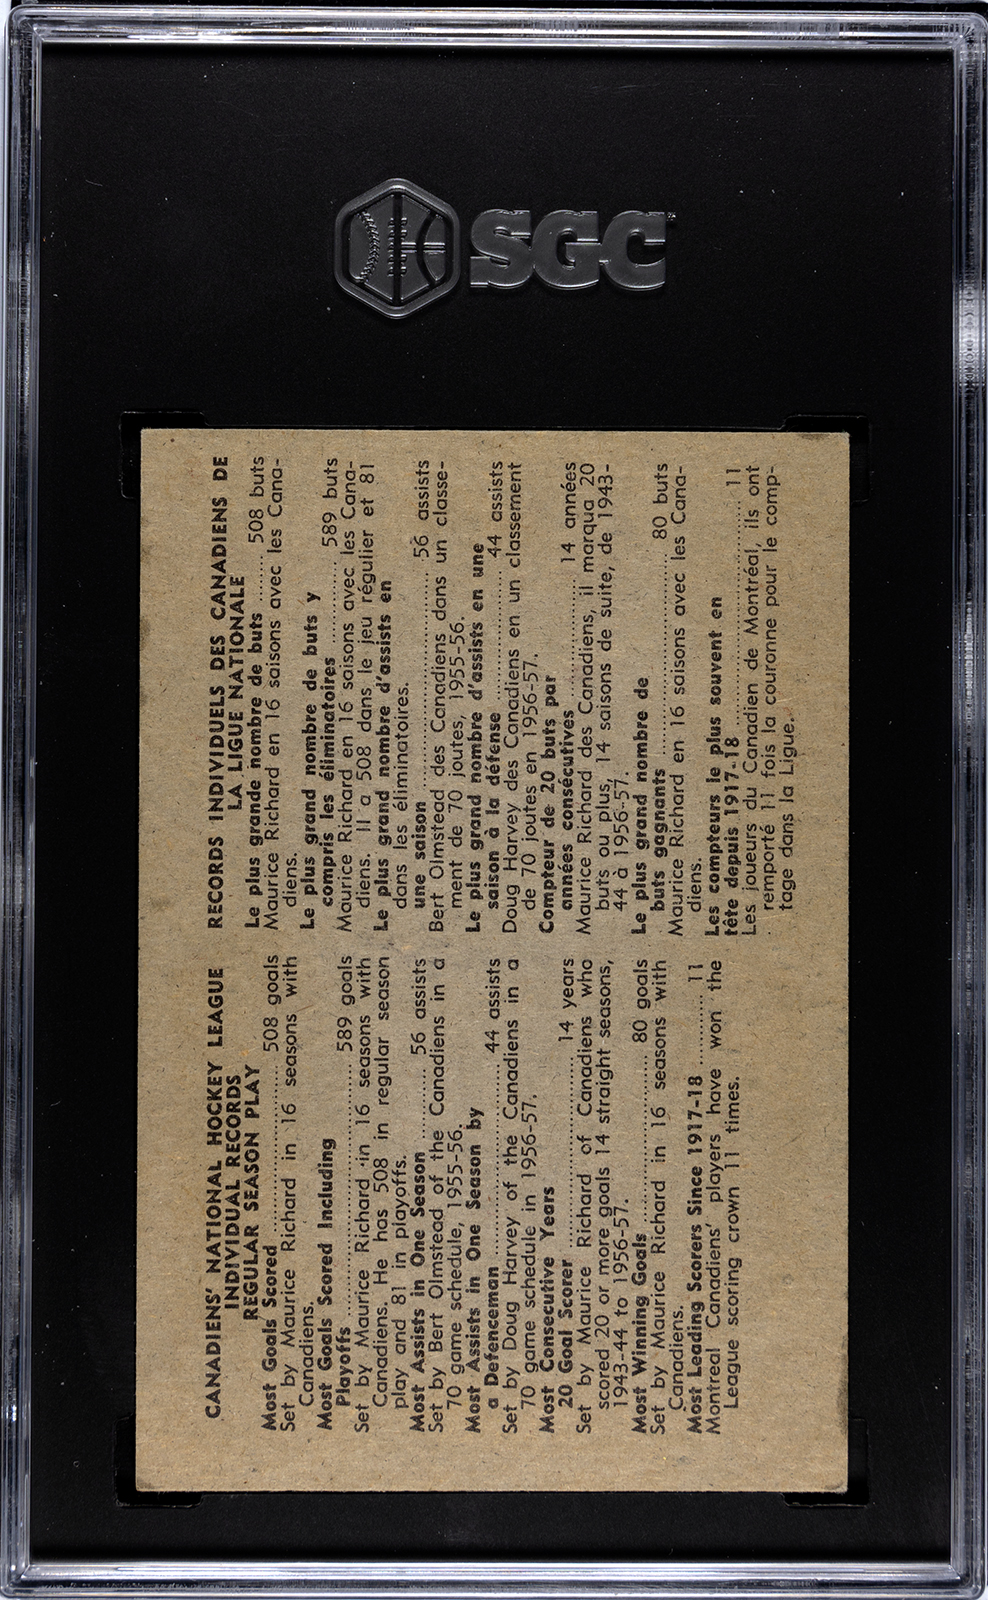 SGC
CANADIENS' NATIONAL HOCKEY LEAGUE
INDIVIDUAL RECORDS
REGULAR SEASON PLAY
Most Goals Scored .................... 508 goals
Set by Maurice Richard in 16 seasons with
Canadiens.
Most Goals Scored Including
Playoffs .................... 589 goals
Set by Maurice Richard in 16 seasons with
Canadiens. He has 508 in regular season
play and 81 in playoffs.
Most Assists in One Season .......... 56 assists
Set by Bert Olmstead of the Canadiens in a
70 game schedule, 1955-56.
Most Assists in One Season by
a Defenceman .................... 44 assists
Set by Doug Harvey of the Canadiens in a
70 game schedule in 1956-57.
Most Consecutive Years
20 Goal Scorer .................... 14 years
Set by Maurice Richard of Canadiens who
scored 20 or more goals 14 straight seasons,
1943-44 to 1956-57.
Most Winning Goals .................... 80 goals
Set by Maurice Richard in 16 seasons with
Canadiens.
Most Leading Scorers Since 1917-18 .......... 11
Montreal Canadiens' players have won the
League scoring crown 11 times.
RECORDS INDIVIDUELS DES CANADIENS DE
LA LIGUE NATIONALE
Le plus grande nombre de buts ........ 508 buts
Maurice Richard en 16 saisons avec les Cana-
diens.
Le plus grand nombre de buts y
compris les éliminatoires .................... 589 buts
Maurice Richard en 16 saisons avec les Cana-
diens. Il a 508 dans le jeu régulier et 81
Le plus grand nombre d'assists en
dans les éliminatoires.
une saison .................... 56 assists
Bert Olmstead des Canadiens dans un classe-
ment de 70 joutes, 1955-56.
Le plus grand nombre d'assists en une
saison à la défense .................... 44 assists
Doug Harvey des Canadiens en un classement
de 70 joutes en 1956-57.
Compteur de 20 buts par
années consécutives .................... 14 années
Maurice Richard des Canadiens, il marqua 20
buts ou plus, 14 saisons de suite, de 1943-
44 à 1956-57.
Le plus grand nombre de
buts gagnants .................... 80 buts
Maurice Richard en 16 saisons avec les Cana-
diens.
Les compteurs le plus souvent en
tête depuis 1917-18 .................... 11
Les joueurs du Canadien de Montréal, ils ont
remporté 11 fois la couronne pour le comp-
tage dans la Ligue.